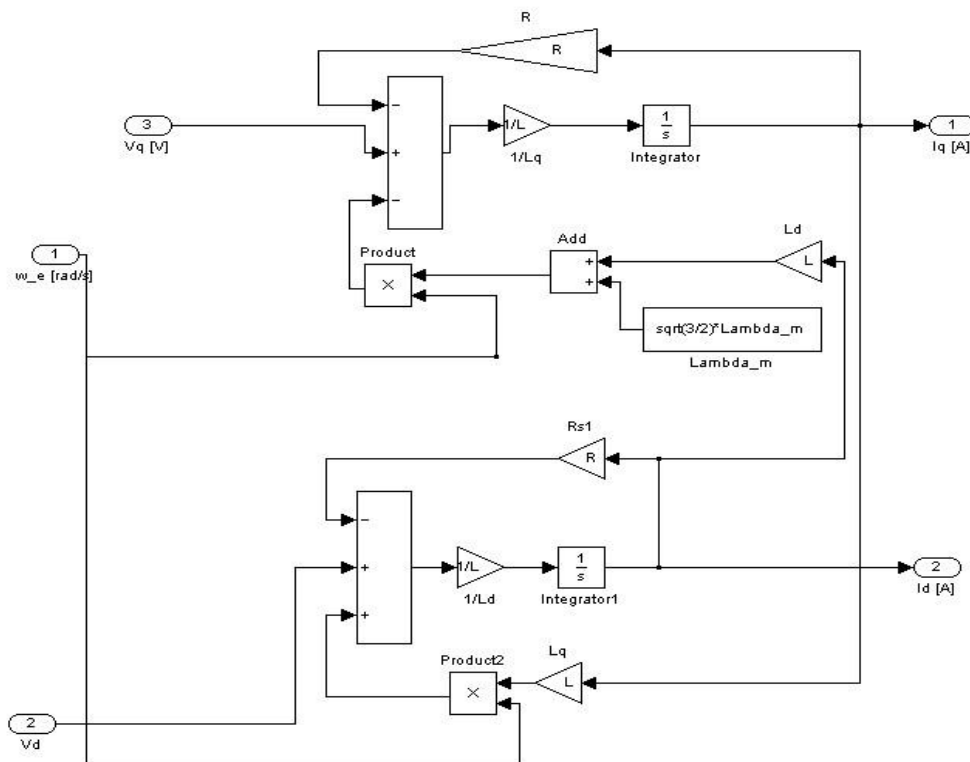 R
R
−
3
Vq [V]
+
−
1/L
1/Lq
1
s
Integrator
1
Iq [A]
1
w_e [rad/s]
Product
×
Add
+
+
Ld
L
sqrt(3/2)*Lambda_m
Lambda_m
Rs1
R
−
+
+
1/L
1/Ld
1
s
Integrator1
2
Id [A]
Product2
×
Lq
L
2
Vd